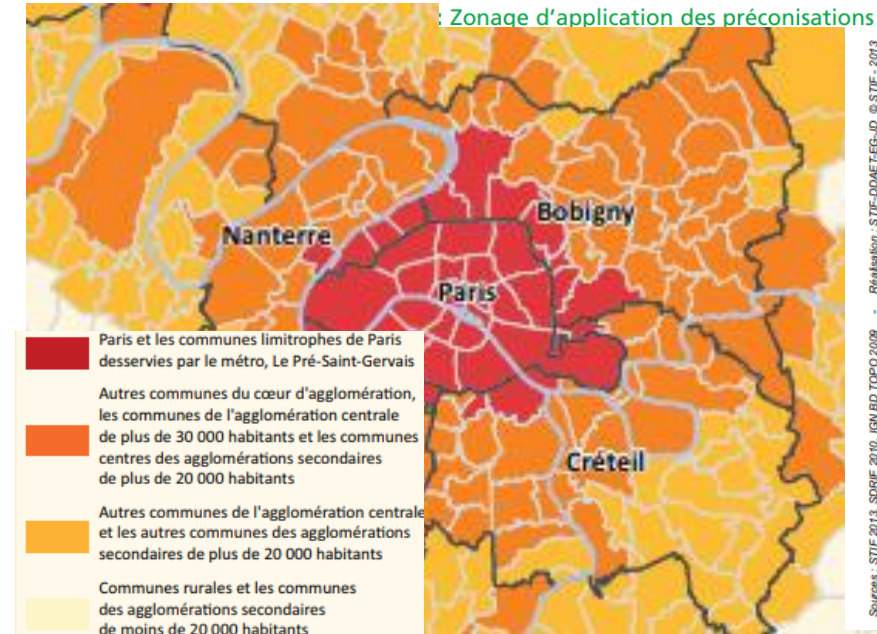 : Zonage d'application des préconisations
Nanterre
Bobigny
Paris
Créteil
Paris et les communes limitrophes de Paris
desservies par le métro, Le Pré-Saint-Gervais
Autres communes du cœur d'agglomération,
les communes de l'agglomération centrale
de plus de 30 000 habitants et les communes
centres des agglomérations secondaires
de plus de 20 000 habitants
Autres communes de l'agglomération centrale
et les autres communes des agglomérations
secondaires de plus de 20 000 habitants
Communes rurales et les communes
des agglomérations secondaires
de moins de 20 000 habitants
Sources : STIF 2013, SDRIF 2010, IGN BD TOPO 2009 - Réalisation : STIF-DDAET-EG-JD © STIF - 2013